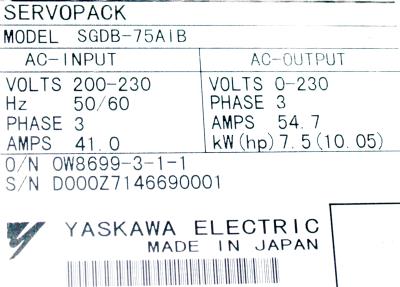 SERVOPACK
MODEL SGDB-75AIB
AC-INPUT AC-OUTPUT
VOLTS 200-230 VOLTS 0-230
Hz 50/60 PHASE 3
PHASE 3 AMPS 54.7
AMPS 41.0 kW(hp) 7.5(10.05)
O/N OW8699-3-1-1
S/N D000Z7146690001
YASKAWA ELECTRIC
MADE IN JAPAN